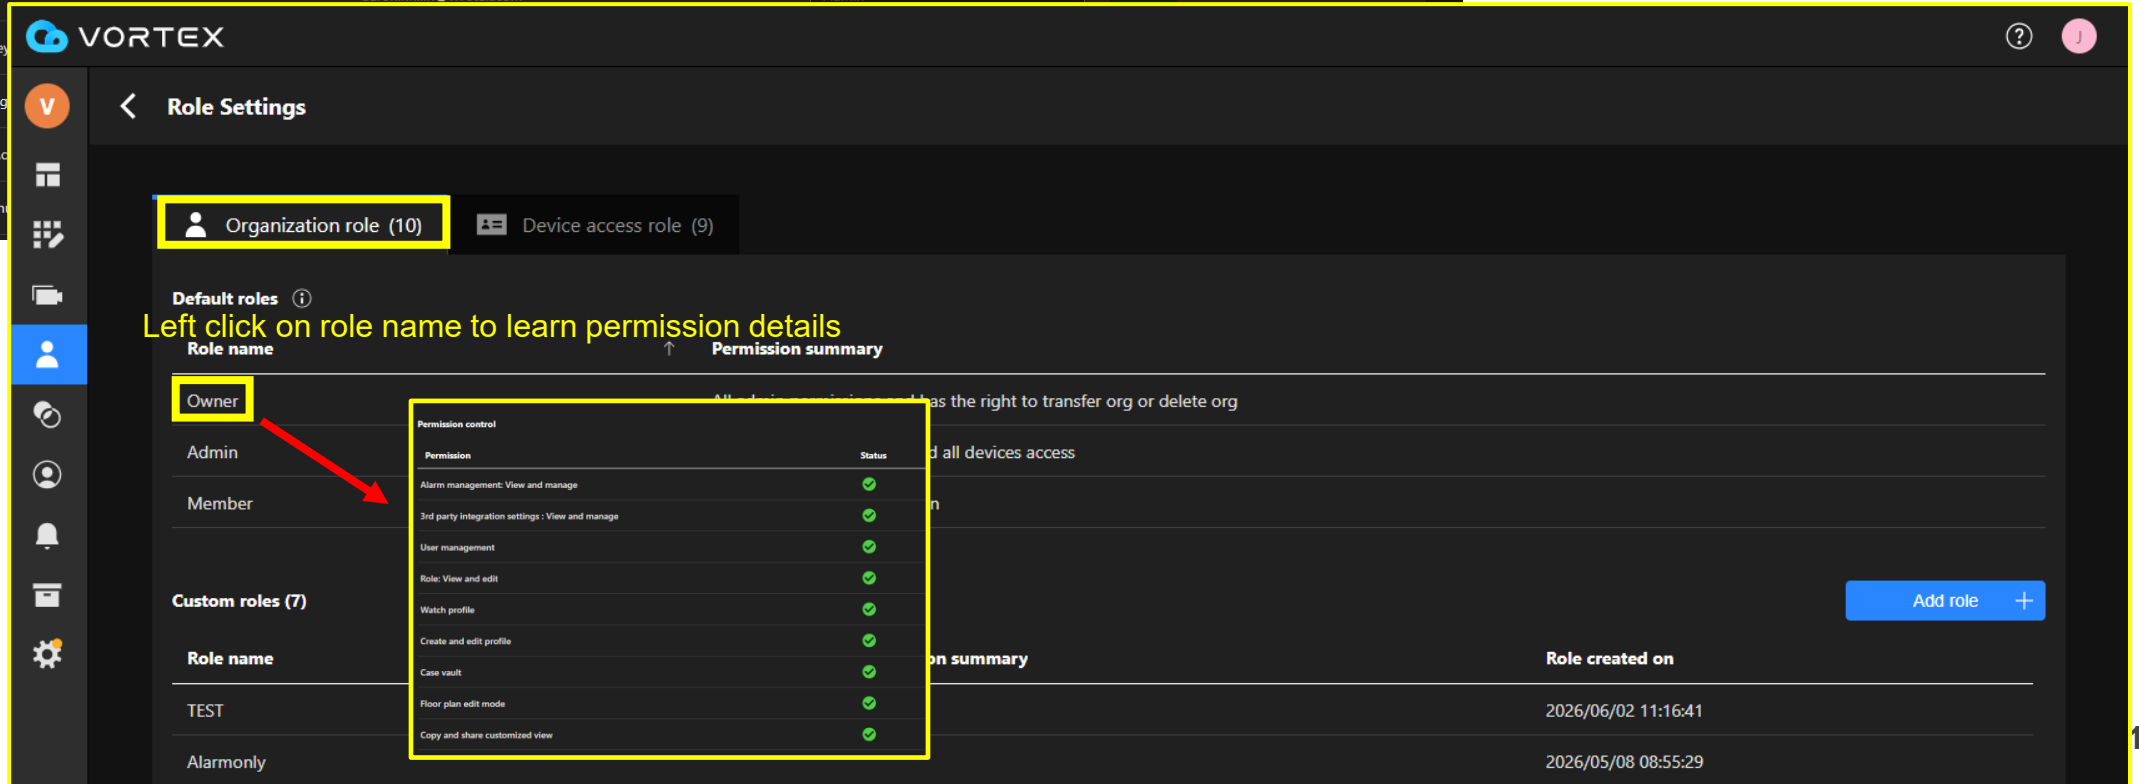 VORTEX
J
V
Role Settings
Organization role (10)
Device access role (9)
Default roles
Left click on role name to learn permission details
Role name
Permission summary
Owner
has the right to transfer org or delete org
Admin
all devices access
Member
Permission control
Permission
Status
Alarm management: View and manage
3rd party integration settings : View and manage
User management
Role: View and edit
Watch profile
Create and edit profile
Case vault
Floor plan edit mode
Copy and share customized view
Custom roles (7)
Add role
Role name
summary
Role created on
TEST
2026/06/02 11:16:41
Alarmonly
2026/05/08 08:55:29